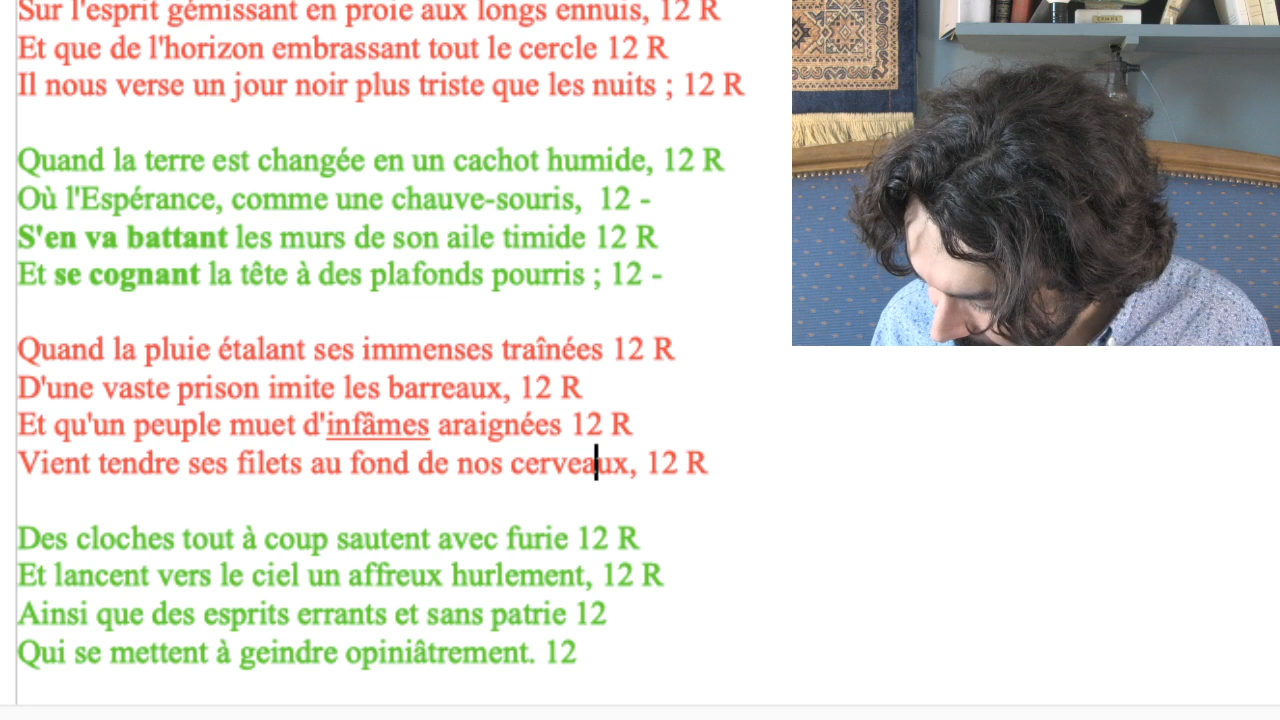 Sur l'esprit gémissant en proie aux longs ennuis, 12 R
Et que de l'horizon embrassant tout le cercle 12 R
Il nous verse un jour noir plus triste que les nuits ; 12 R
Quand la terre est changée en un cachot humide, 12 R
Où l'Espérance, comme une chauve-souris,  12 -
S'en va battant les murs de son aile timide 12 R
Et se cognant la tête à des plafonds pourris ; 12 -
Quand la pluie étalant ses immenses traînées 12 R
D'une vaste prison imite les barreaux, 12 R
Et qu'un peuple muet d'infâmes araignées 12 R
Vient tendre ses filets au fond de nos cerveaux, 12 R
Des cloches tout à coup sautent avec furie 12 R
Et lancent vers le ciel un affreux hurlement, 12 R
Ainsi que des esprits errants et sans patrie 12
Qui se mettent à geindre opiniâtrement. 12